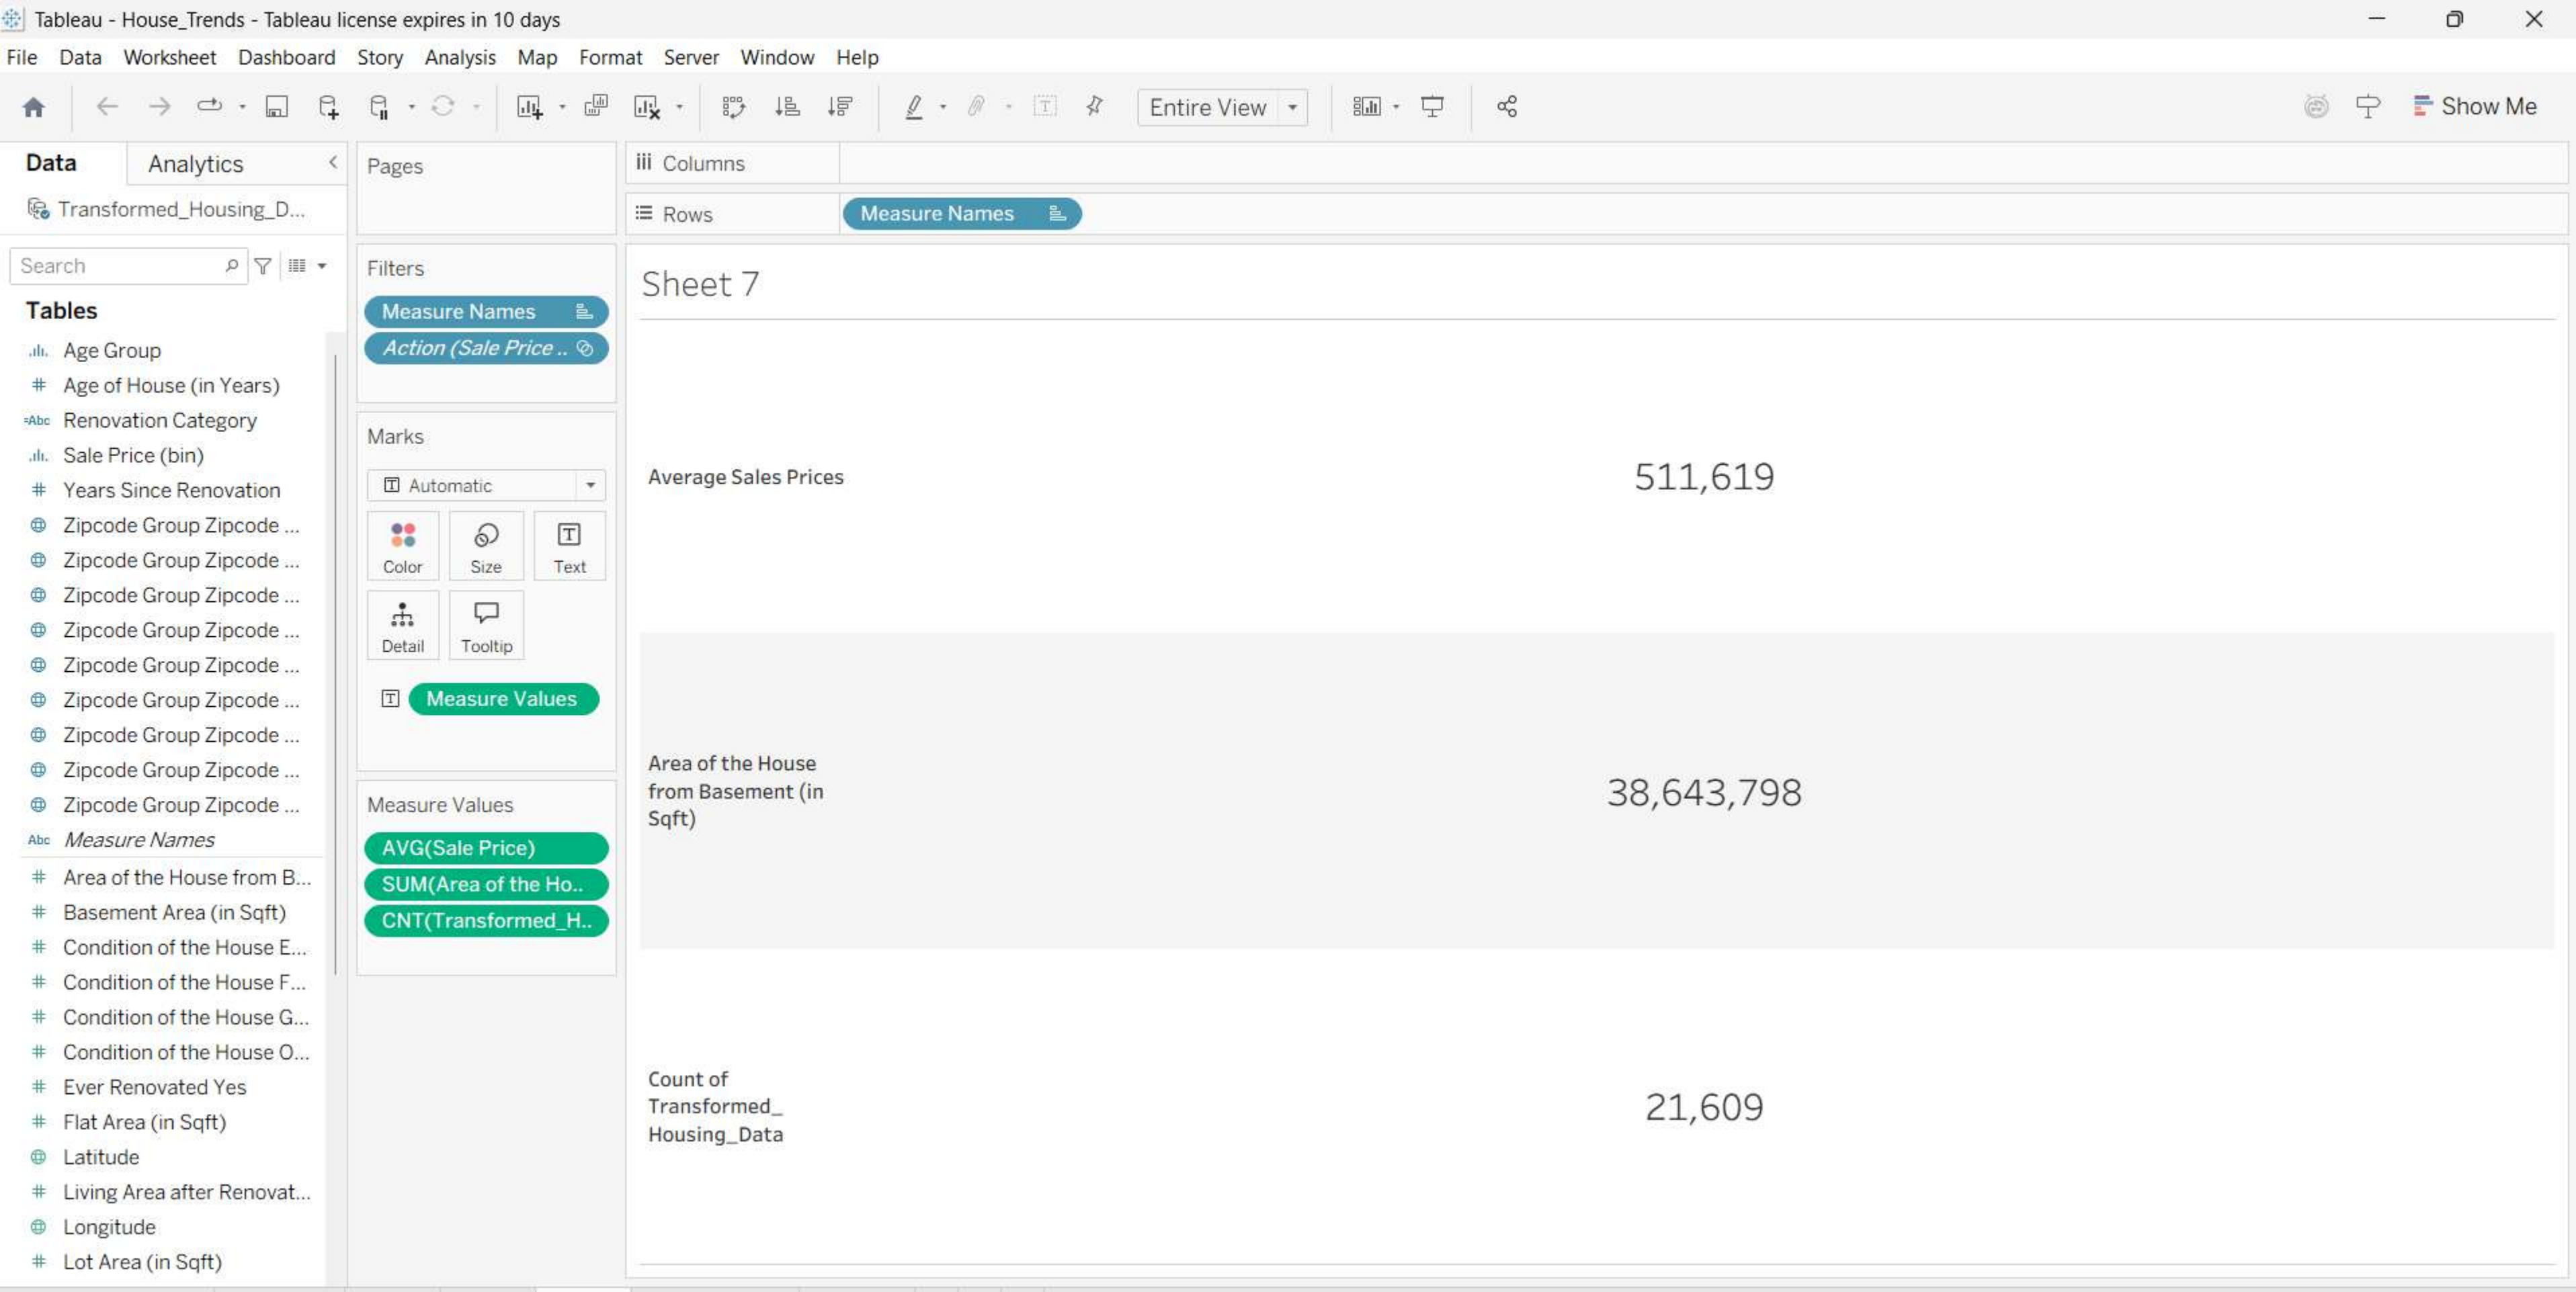 Tableau - House_Trends - Tableau license expires in 10 days
File Data Worksheet Dashboard Story Analysis Map Format Server Window Help
Entire View
Show Me
Data
Analytics
Transformed_Housing_D...
Search
Tables
Age Group
# Age of House (in Years)
=Abc Renovation Category
Sale Price (bin)
# Years Since Renovation
Zipcode Group Zipcode ...
Zipcode Group Zipcode ...
Zipcode Group Zipcode ...
Zipcode Group Zipcode ...
Zipcode Group Zipcode ...
Zipcode Group Zipcode ...
Zipcode Group Zipcode ...
Zipcode Group Zipcode ...
Zipcode Group Zipcode ...
Abc Measure Names
# Area of the House from B...
# Basement Area (in Sqft)
# Condition of the House E...
# Condition of the House F...
# Condition of the House G...
# Condition of the House O...
# Ever Renovated Yes
# Flat Area (in Sqft)
Latitude
# Living Area after Renovat...
Longitude
# Lot Area (in Sqft)
Pages
Filters
Measure Names
Action (Sale Price ..
Marks
T Automatic
Color
Size
T Text
Detail
Tooltip
T Measure Values
Measure Values
AVG(Sale Price)
SUM(Area of the Ho..
CNT(Transformed_H..
Columns
Rows
Measure Names
Sheet 7
Average Sales Prices
511,619
Area of the House
from Basement (in
Sqft)
38,643,798
Count of
Transformed_
Housing_Data
21,609